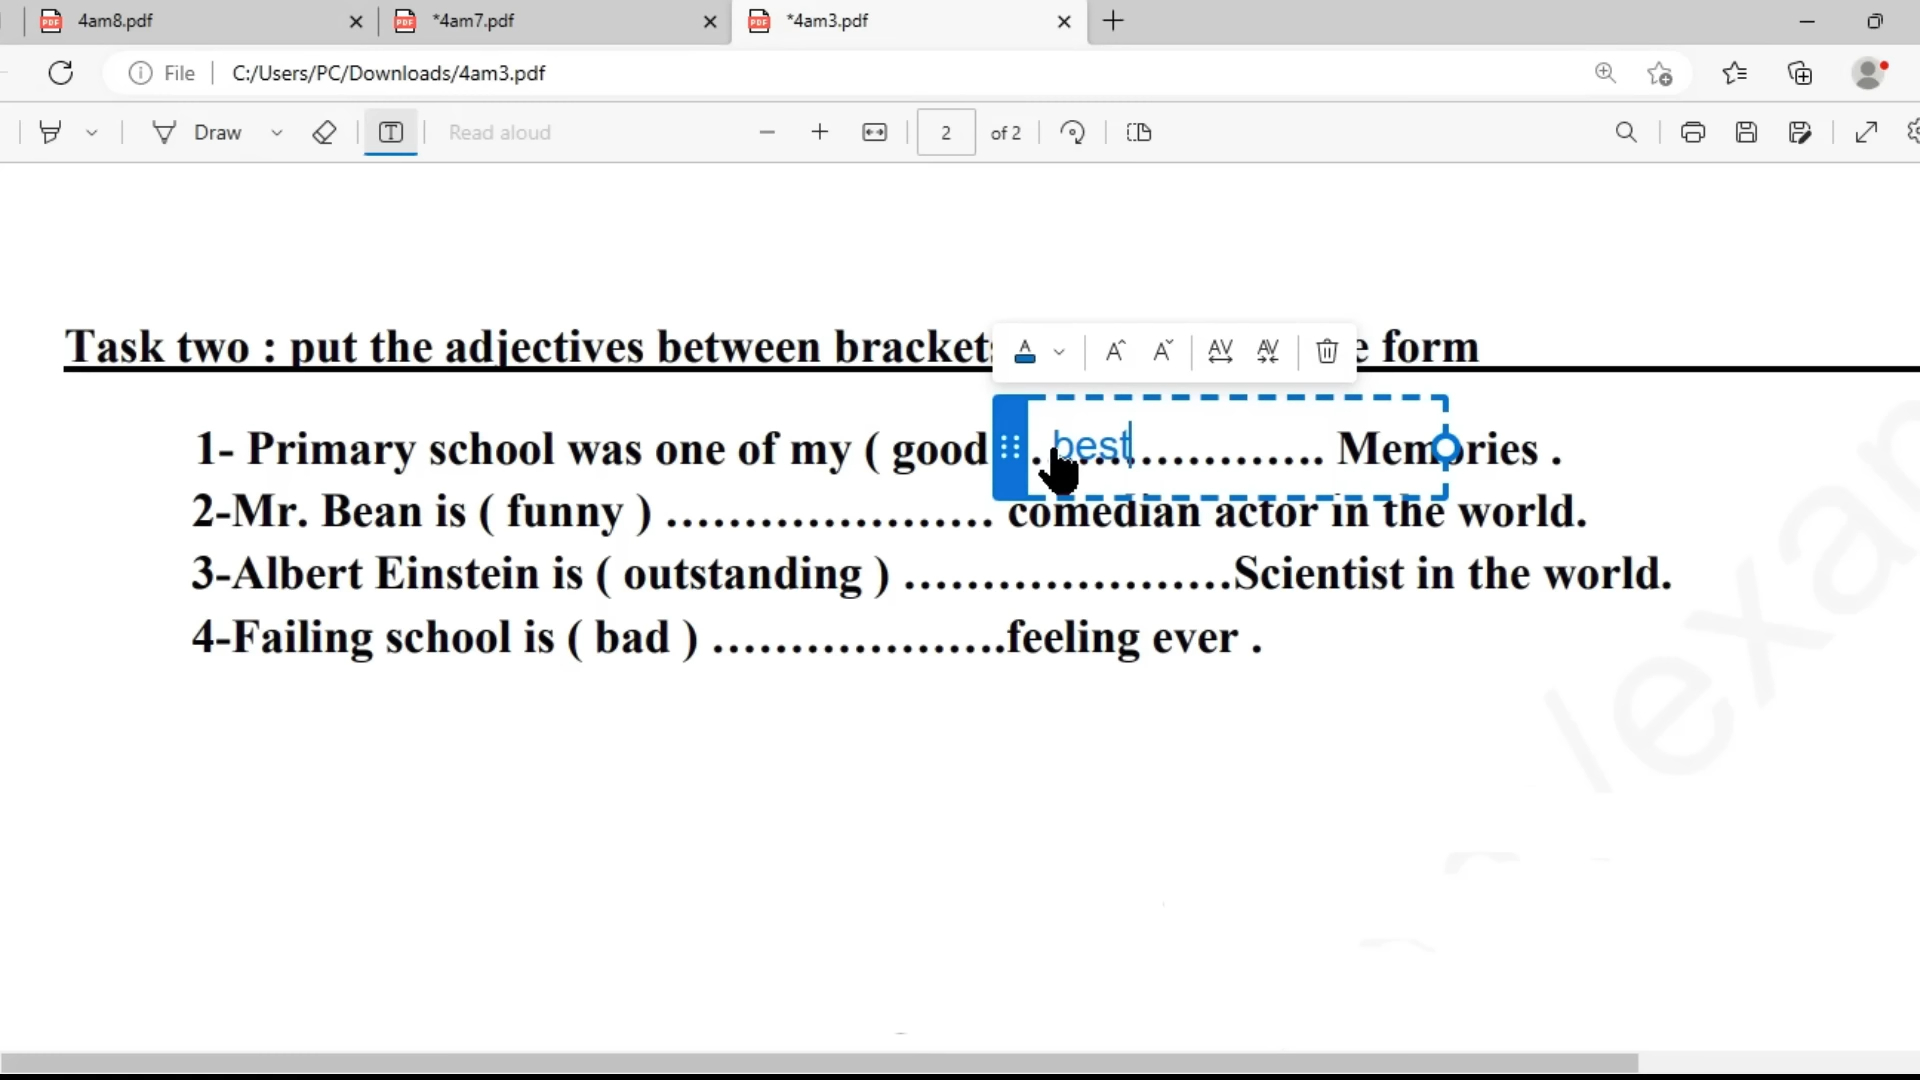 4am8.pdf *4am7.pdf *4am3.pdf
File C:/Users/PC/Downloads/4am3.pdf
Draw Read aloud 2 of 2
Task two : put the adjectives between brackets e form
1- Primary school was one of my ( good best ..................... Memories .
2-Mr. Bean is ( funny ) ..................... comedian actor in the world.
3-Albert Einstein is ( outstanding ) .....................Scientist in the world.
4-Failing school is ( bad ) ...................feeling ever .
lexa